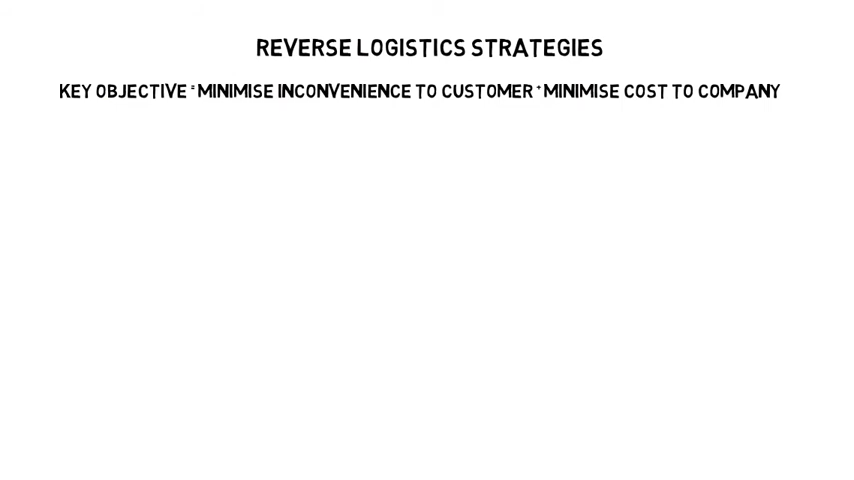 REVERSE LOGISTICS STRATEGIES
KEY OBJECTIVE = MINIMISE INCONVENIENCE TO CUSTOMER + MINIMISE COST TO COMPANY